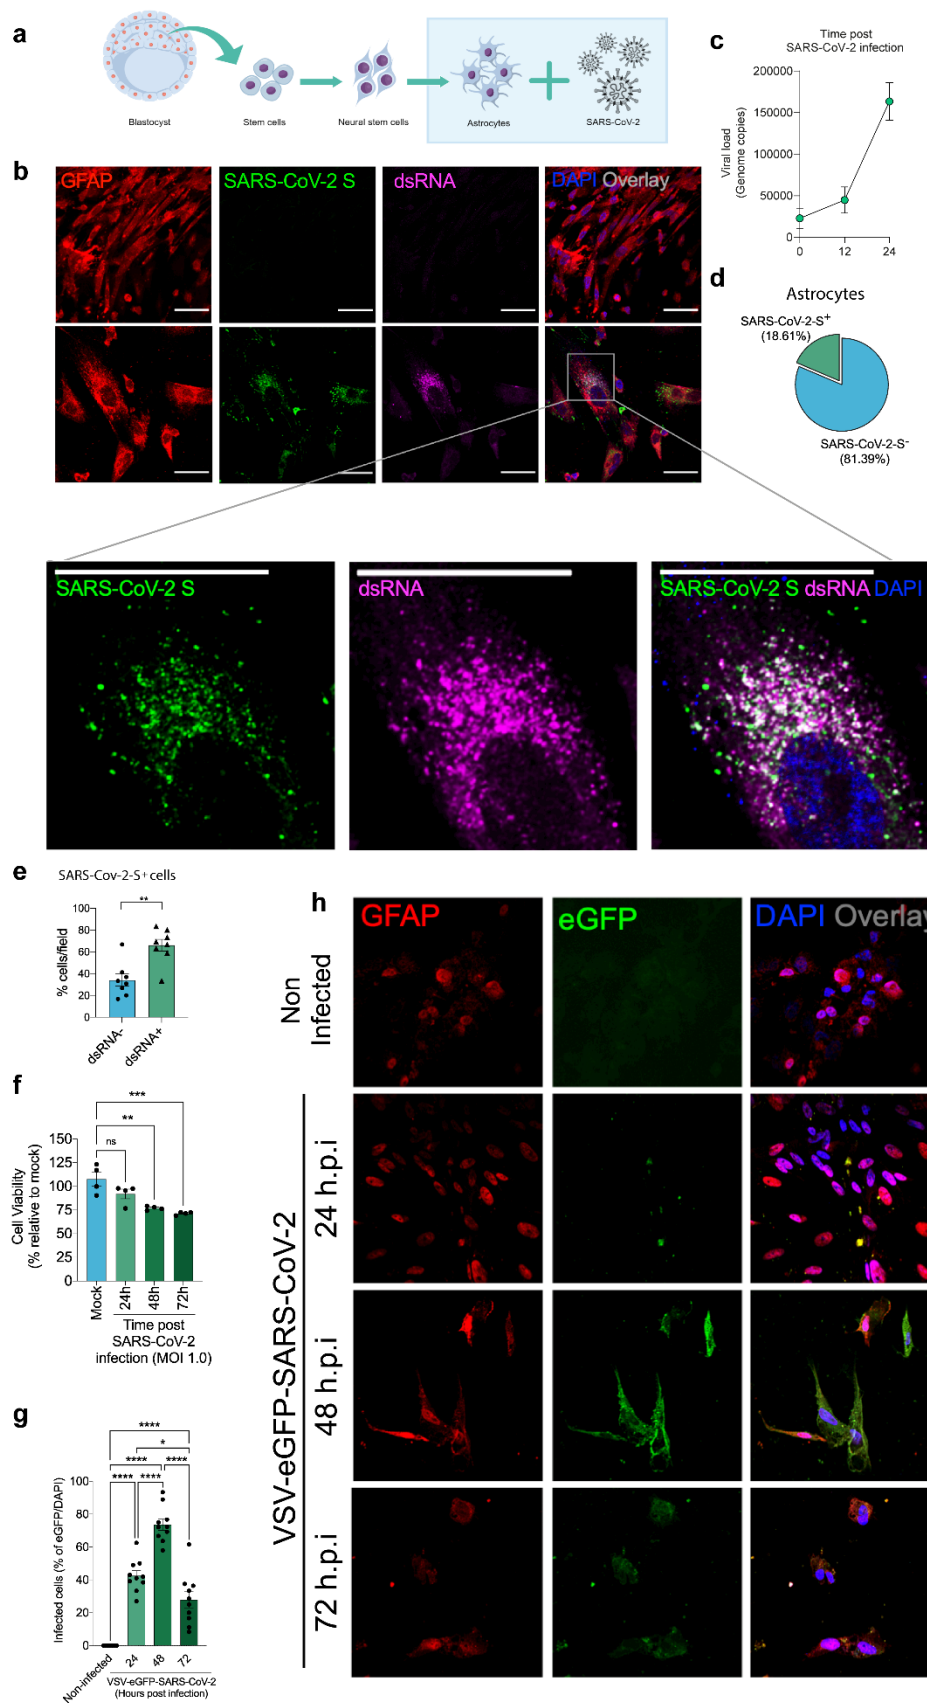 a
Blastocyst
Stem cells
Neural stem cells
Astrocytes
SARS-CoV-2
b
GFAP
SARS-CoV-2 S
dsRNA
DAPI Overlay
SARS-CoV-2 S
dsRNA
SARS-CoV-2 S dsRNA DAPI
c
Time post
SARS-CoV-2 infection
Viral load
(Genome copies)
200000
150000
100000
50000
0
0 12 24
d
Astrocytes
SARS-CoV-2-S+
(18.61%)
SARS-CoV-2-S-
(81.39%)
e
SARS-Cov-2-S+ cells
**
% cells/field
100
80
60
40
20
0
dsRNA- dsRNA+
f
***
**
ns
Cell Viability
(% relative to mock)
150
125
100
75
50
25
0
Mock 24h 48h 72h
Time post
SARS-CoV-2
infection (MOI 1.0)
g
****
*
**** ****
**** ****
Infected cells (% of eGFP/DAPI)
100
80
60
40
20
0
Non-infected 24 48 72
VSV-eGFP-SARS-CoV-2
(Hours post infection)
h
GFAP
eGFP
DAPI Overlay
Non
Infected
VSV-eGFP-SARS-CoV-2
24 h.p.i
48 h.p.i
72 h.p.i